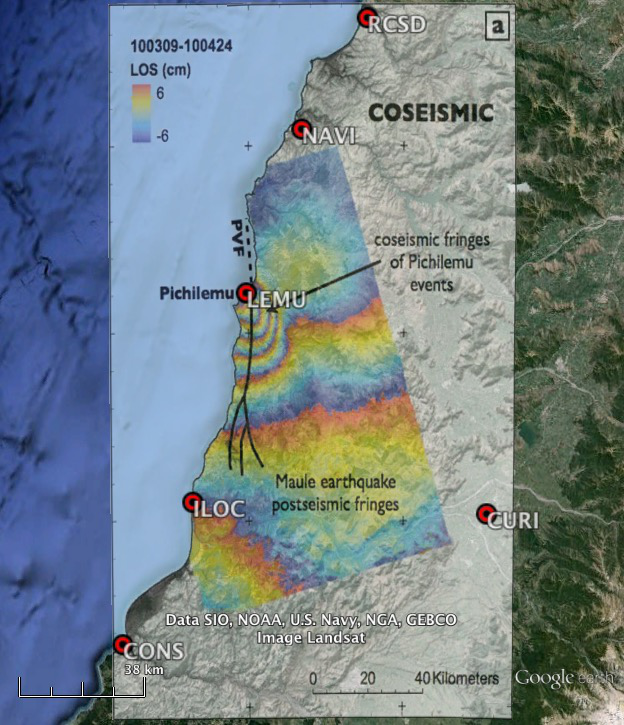 RCSD
a
100309-100424
LOS (cm)
6
-6
COSEISMIC
NAVI
PVF
coseismic fringes
of Pichilemu
events
Pichilemu
LEMU
Maule earthquake
postseismic fringes
ILOC
CURI
Data SIO, NOAA, U.S. Navy, NGA, GEBCO
Image Landsat
CONS
38 km
0 20 40 Kilometers
Google earth